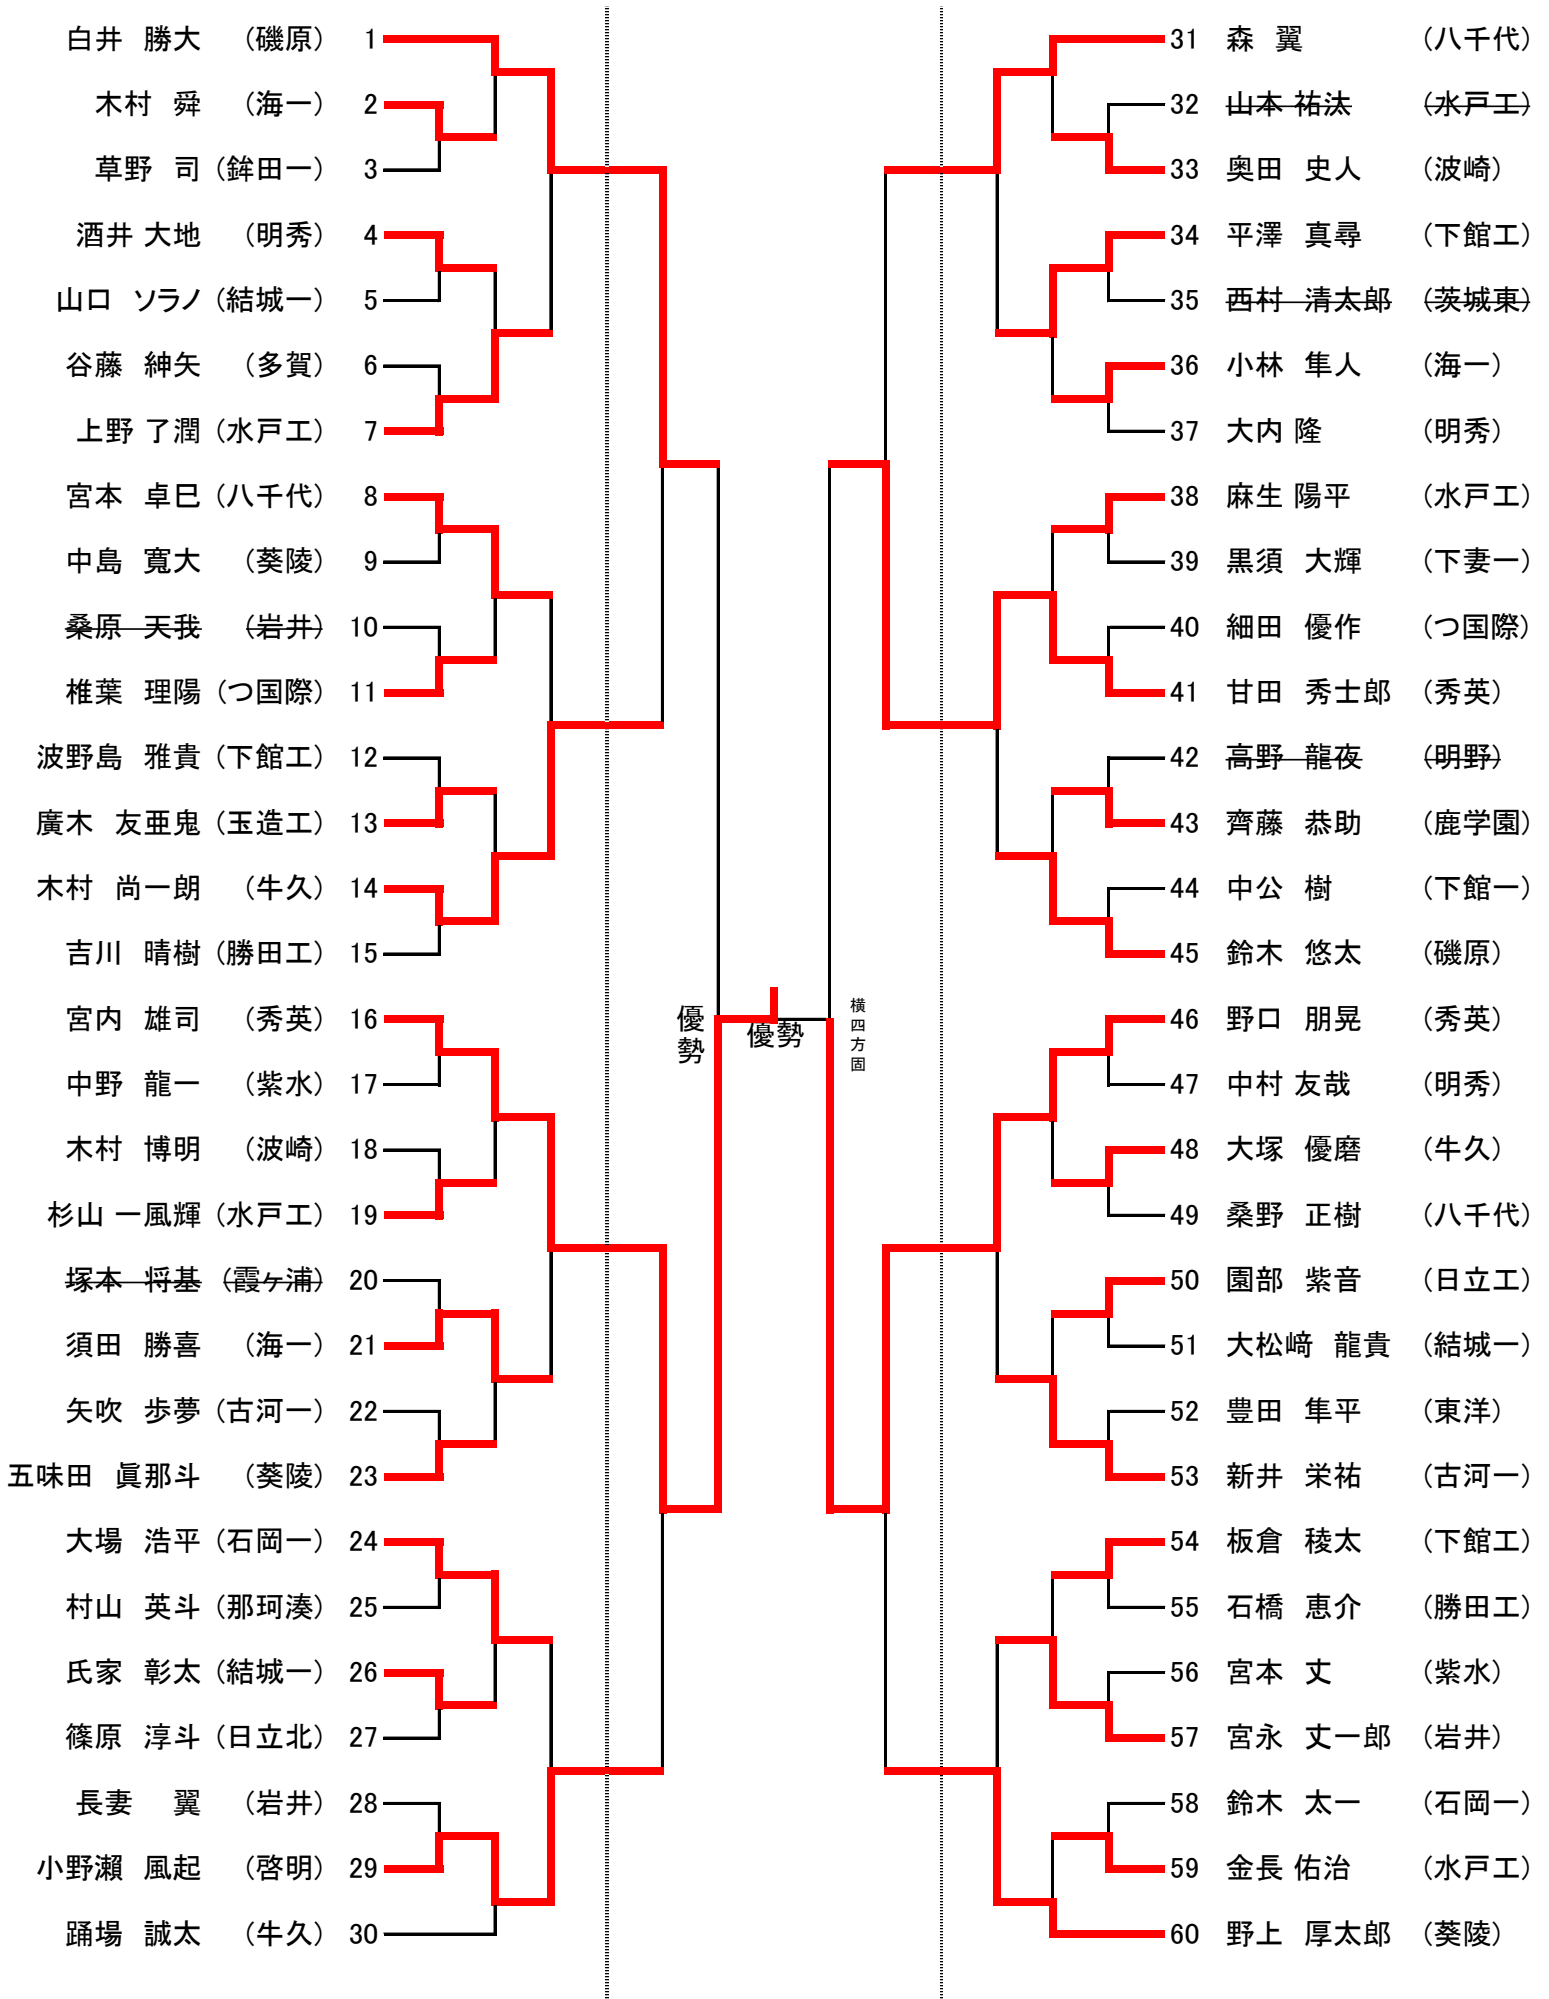 白井 勝大 （磯原） 1
木村 舜 （海一） 2
草野 司 （鉾田一） 3
酒井 大地 （明秀） 4
山口 ソラノ （結城一） 5
谷藤 紳矢 （多賀） 6
上野 了潤 （水戸工） 7
宮本 卓巳 （八千代） 8
中島 寛大 （葵陵） 9
桑原 天我 （岩井） 10
椎葉 理陽 （つ国際） 11
波野島 雅貴 （下館工） 12
廣木 友亜鬼 （玉造工） 13
木村 尚一朗 （牛久） 14
吉川 晴樹 （勝田工） 15
宮内 雄司 （秀英） 16
中野 龍一 （紫水） 17
木村 博明 （波崎） 18
杉山 一風輝 （水戸工） 19
塚本 将基 （霞ヶ浦） 20
須田 勝喜 （海一） 21
矢吹 歩夢 （古河一） 22
五味田 眞那斗 （葵陵） 23
大場 浩平 （石岡一） 24
村山 英斗 （那珂湊） 25
氏家 彰太 （結城一） 26
篠原 淳斗 （日立北） 27
長妻 翼 （岩井） 28
小野瀬 風起 （啓明） 29
踊場 誠太 （牛久） 30
優勢
優勢
横四方固
31 森 翼 （八千代）
32 山本 祐汰 （水戸工）
33 奥田 史人 （波崎）
34 平澤 真尋 （下館工）
35 西村 清太郎 （茨城東）
36 小林 隼人 （海一）
37 大内 隆 （明秀）
38 麻生 陽平 （水戸工）
39 黒須 大輝 （下妻一）
40 細田 優作 （つ国際）
41 甘田 秀士郎 （秀英）
42 高野 龍夜 （明野）
43 齊藤 恭助 （鹿学園）
44 中公 樹 （下館一）
45 鈴木 悠太 （磯原）
46 野口 朋晃 （秀英）
47 中村 友哉 （明秀）
48 大塚 優磨 （牛久）
49 桑野 正樹 （八千代）
50 園部 紫音 （日立工）
51 大松﨑 龍貴 （結城一）
52 豊田 隼平 （東洋）
53 新井 栄祐 （古河一）
54 板倉 稜太 （下館工）
55 石橋 恵介 （勝田工）
56 宮本 丈 （紫水）
57 宮永 丈一郎 （岩井）
58 鈴木 太一 （石岡一）
59 金長 佑治 （水戸工）
60 野上 厚太郎 （葵陵）